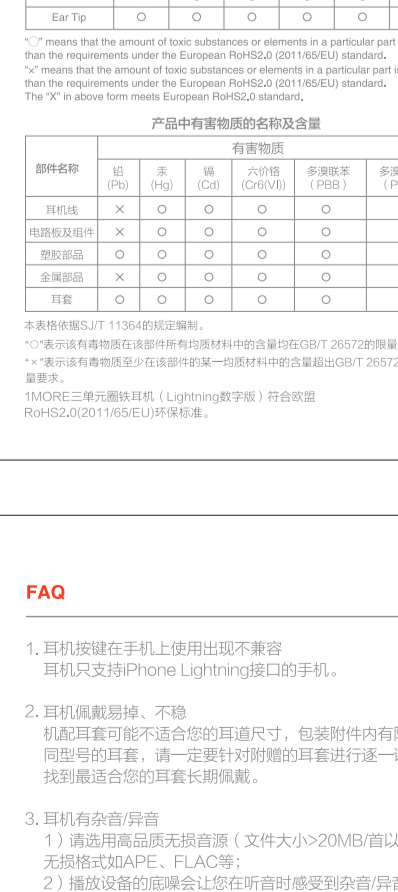 Ear Tip ○ ○ ○ ○ ○
"○" means that the amount of toxic substances or elements in a particular part
than the requirements under the European RoHS2.0 (2011/65/EU) standard.
"x" means that the amount of toxic substances or elements in a particular part is
than the requirements under the European RoHS2.0 (2011/65/EU) standard.
The "X" in above form meets European RoHS2.0 standard.
产品中有害物质的名称及含量
部件名称 有害物质
铅 汞 镉 六价铬 多溴联苯
(Pb) (Hg) (Cd) (Cr6(VI)) (PBB)
耳机线 × ○ ○ ○ ○
电路板及组件 × ○ ○ ○ ○
塑胶部品 ○ ○ ○ ○ ○
金属部品 × ○ ○ ○ ○
耳套 ○ ○ ○ ○ ○
本表格依据SJ/T 11364的规定编制。
"○"表示该有毒物质在该部件所有均质材料中的含量均在GB/T 26572的限量
"×"表示该有毒物质至少在该部件的某一均质材料中的含量超出GB/T 26572
量要求。
1MORE三单元圈铁耳机(Lightning数字版)符合欧盟
RoHS2.0(2011/65/EU)环保标准。
FAQ
1. 耳机按键在手机上使用出现不兼容
耳机只支持iPhone Lightning接口的手机。
2. 耳机佩戴易掉、不稳
机配耳套可能不适合您的耳道尺寸，包装附件内有
同型号的耳套，请一定要针对附赠的耳套进行逐一
找到最适合您的耳套长期佩戴。
3. 耳机有杂音/异音
1）请选用高品质无损音源（文件大小>20MB/首以
无损格式如APE、FLAC等；
2）播放设备的底噪会让您在听音时感受到杂音/异